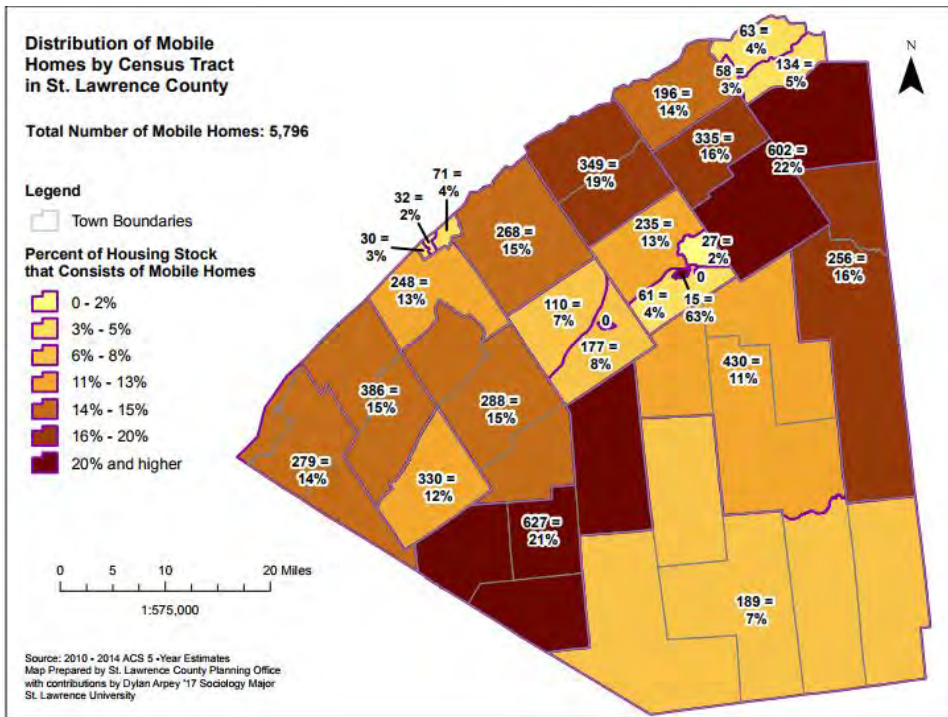 Distribution of Mobile
Homes by Census Tract
in St. Lawrence County
Total Number of Mobile Homes: 5,796
Legend
Town Boundaries
Percent of Housing Stock
that Consists of Mobile Homes
0 - 2%
3% - 5%
6% - 8%
11% - 13%
14% - 15%
16% - 20%
20% and higher
0 5 10 20 Miles
1:575,000
Source: 2010 - 2014 ACS 5 -Year Estimates
Map Prepared by St. Lawrence County Planning Office
with contributions by Dylan Arpey '17 Sociology Major
St. Lawrence University
N
63 =
4%
134 =
5%
58 =
3%
196 =
14%
335 =
16%
602 =
22%
349 =
19%
71 =
4%
32 =
2%
30 =
3%
268 =
15%
235 =
13%
27 =
2%
0
256 =
16%
248 =
13%
110 =
7%
0
61 =
4%
15 =
63%
177 =
8%
430 =
11%
386 =
15%
288 =
15%
279 =
14%
330 =
12%
627 =
21%
189 =
7%